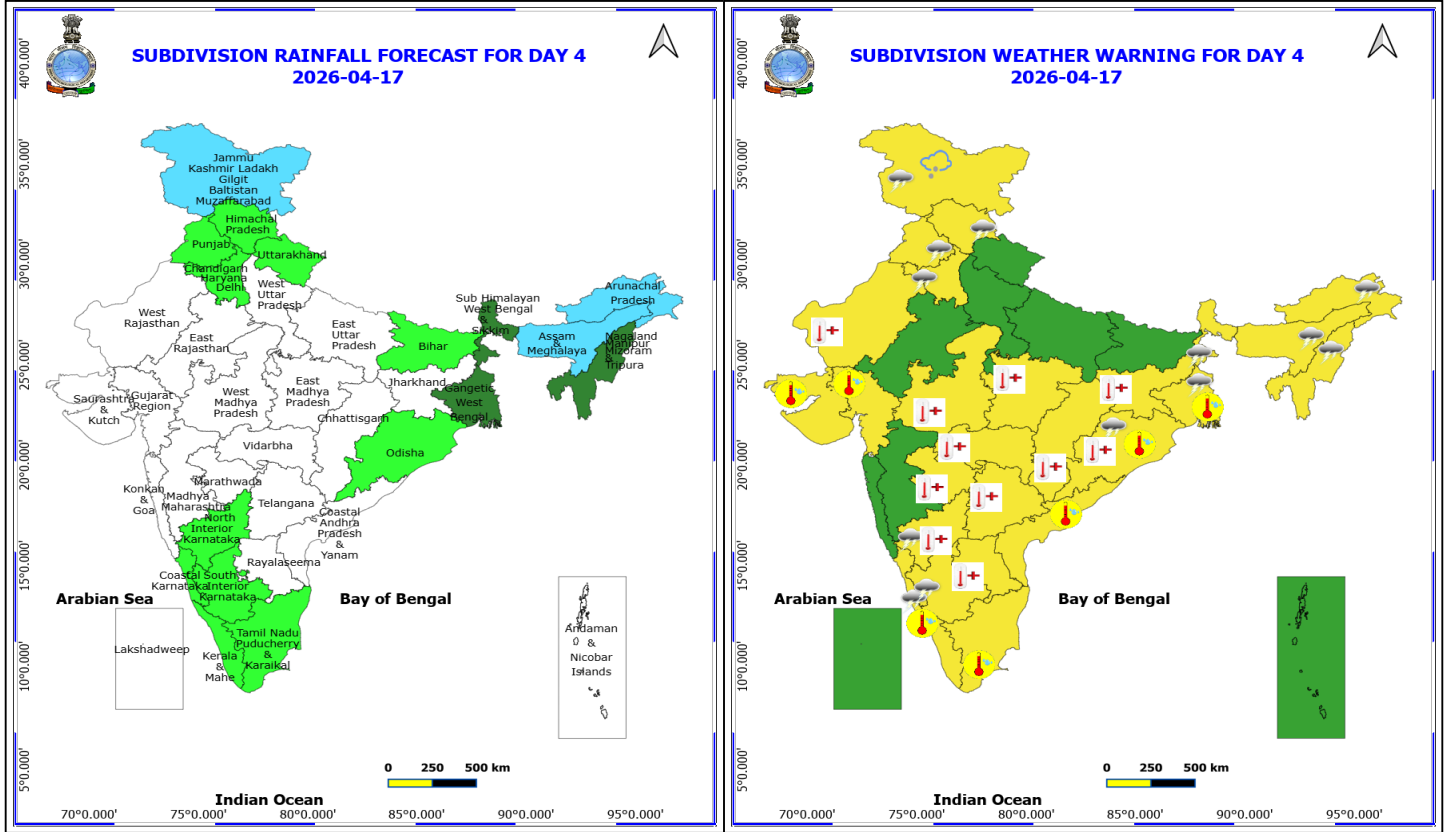 SUBDIVISION RAINFALL FORECAST FOR DAY 4
2026-04-17
40°0.000'
35°0.000'
30°0.000'
25°0.000'
20°0.000'
15°0.000'
10°0.000'
5°0.000'
Jammu
Kashmir Ladakh
Gilgit
Baltistan
Muzaffarabad
Himachal
Pradesh
Punjab
Uttarakhand
Chandigarh
Haryana
Delhi
West
Uttar
Pradesh
West
Rajasthan
East
Rajasthan
East
Uttar
Pradesh
Bihar
Sub Himalayan
West Bengal
&
Sikkim
Arunachal
Pradesh
Assam
&
Meghalaya
Nagaland
Manipur
Mizoram
&
Tripura
Saurashtra
&
Kutch
Gujarat
Region
West
Madhya
Pradesh
East
Madhya
Pradesh
Jharkhand
Gangetic
West
Bengal
Chhattisgarh
Vidarbha
Odisha
Konkan
&
Goa
Madhya
Maharashtra
Marathwada
Telangana
North
Interior
Karnataka
Coastal
Andhra
Pradesh
&
Yanam
Rayalaseema
Coastal
Karnataka
South
Interior
Karnataka
Tamil Nadu
Puducherry
&
Karaikal
Kerala
&
Mahe
Lakshadweep
Andaman
&
Nicobar
Islands
Arabian Sea
Bay of Bengal
0 250 500 km
Indian Ocean
70°0.000' 75°0.000' 80°0.000' 85°0.000' 90°0.000' 95°0.000'
SUBDIVISION WEATHER WARNING FOR DAY 4
2026-04-17
40°0.000'
35°0.000'
30°0.000'
25°0.000'
20°0.000'
15°0.000'
10°0.000'
5°0.000'
Arabian Sea
Bay of Bengal
0 250 500 km
Indian Ocean
70°0.000' 75°0.000' 80°0.000' 85°0.000' 90°0.000' 95°0.000'